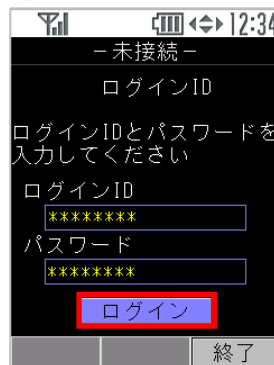 12:34
－未接続－
ログインID
ログインIDとパスワードを
入力してください
ログインID
********
パスワード
********
ログイン
終了